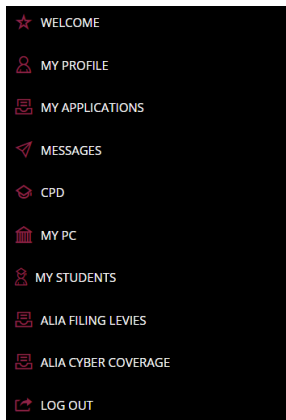 WELCOME
MY PROFILE
MY APPLICATIONS
MESSAGES
CPD
MY PC
MY STUDENTS
ALIA FILING LEVIES
ALIA CYBER COVERAGE
LOG OUT